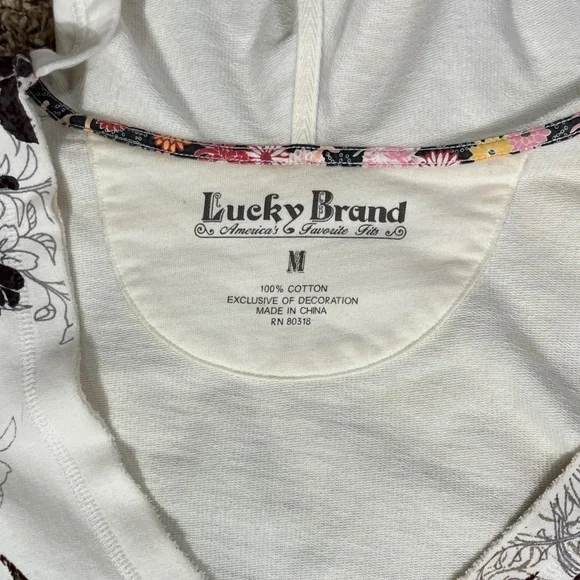 Lucky Brand
America's Favorite Fits
M
100% COTTON
EXCLUSIVE OF DECORATION
MADE IN CHINA
RN 80318